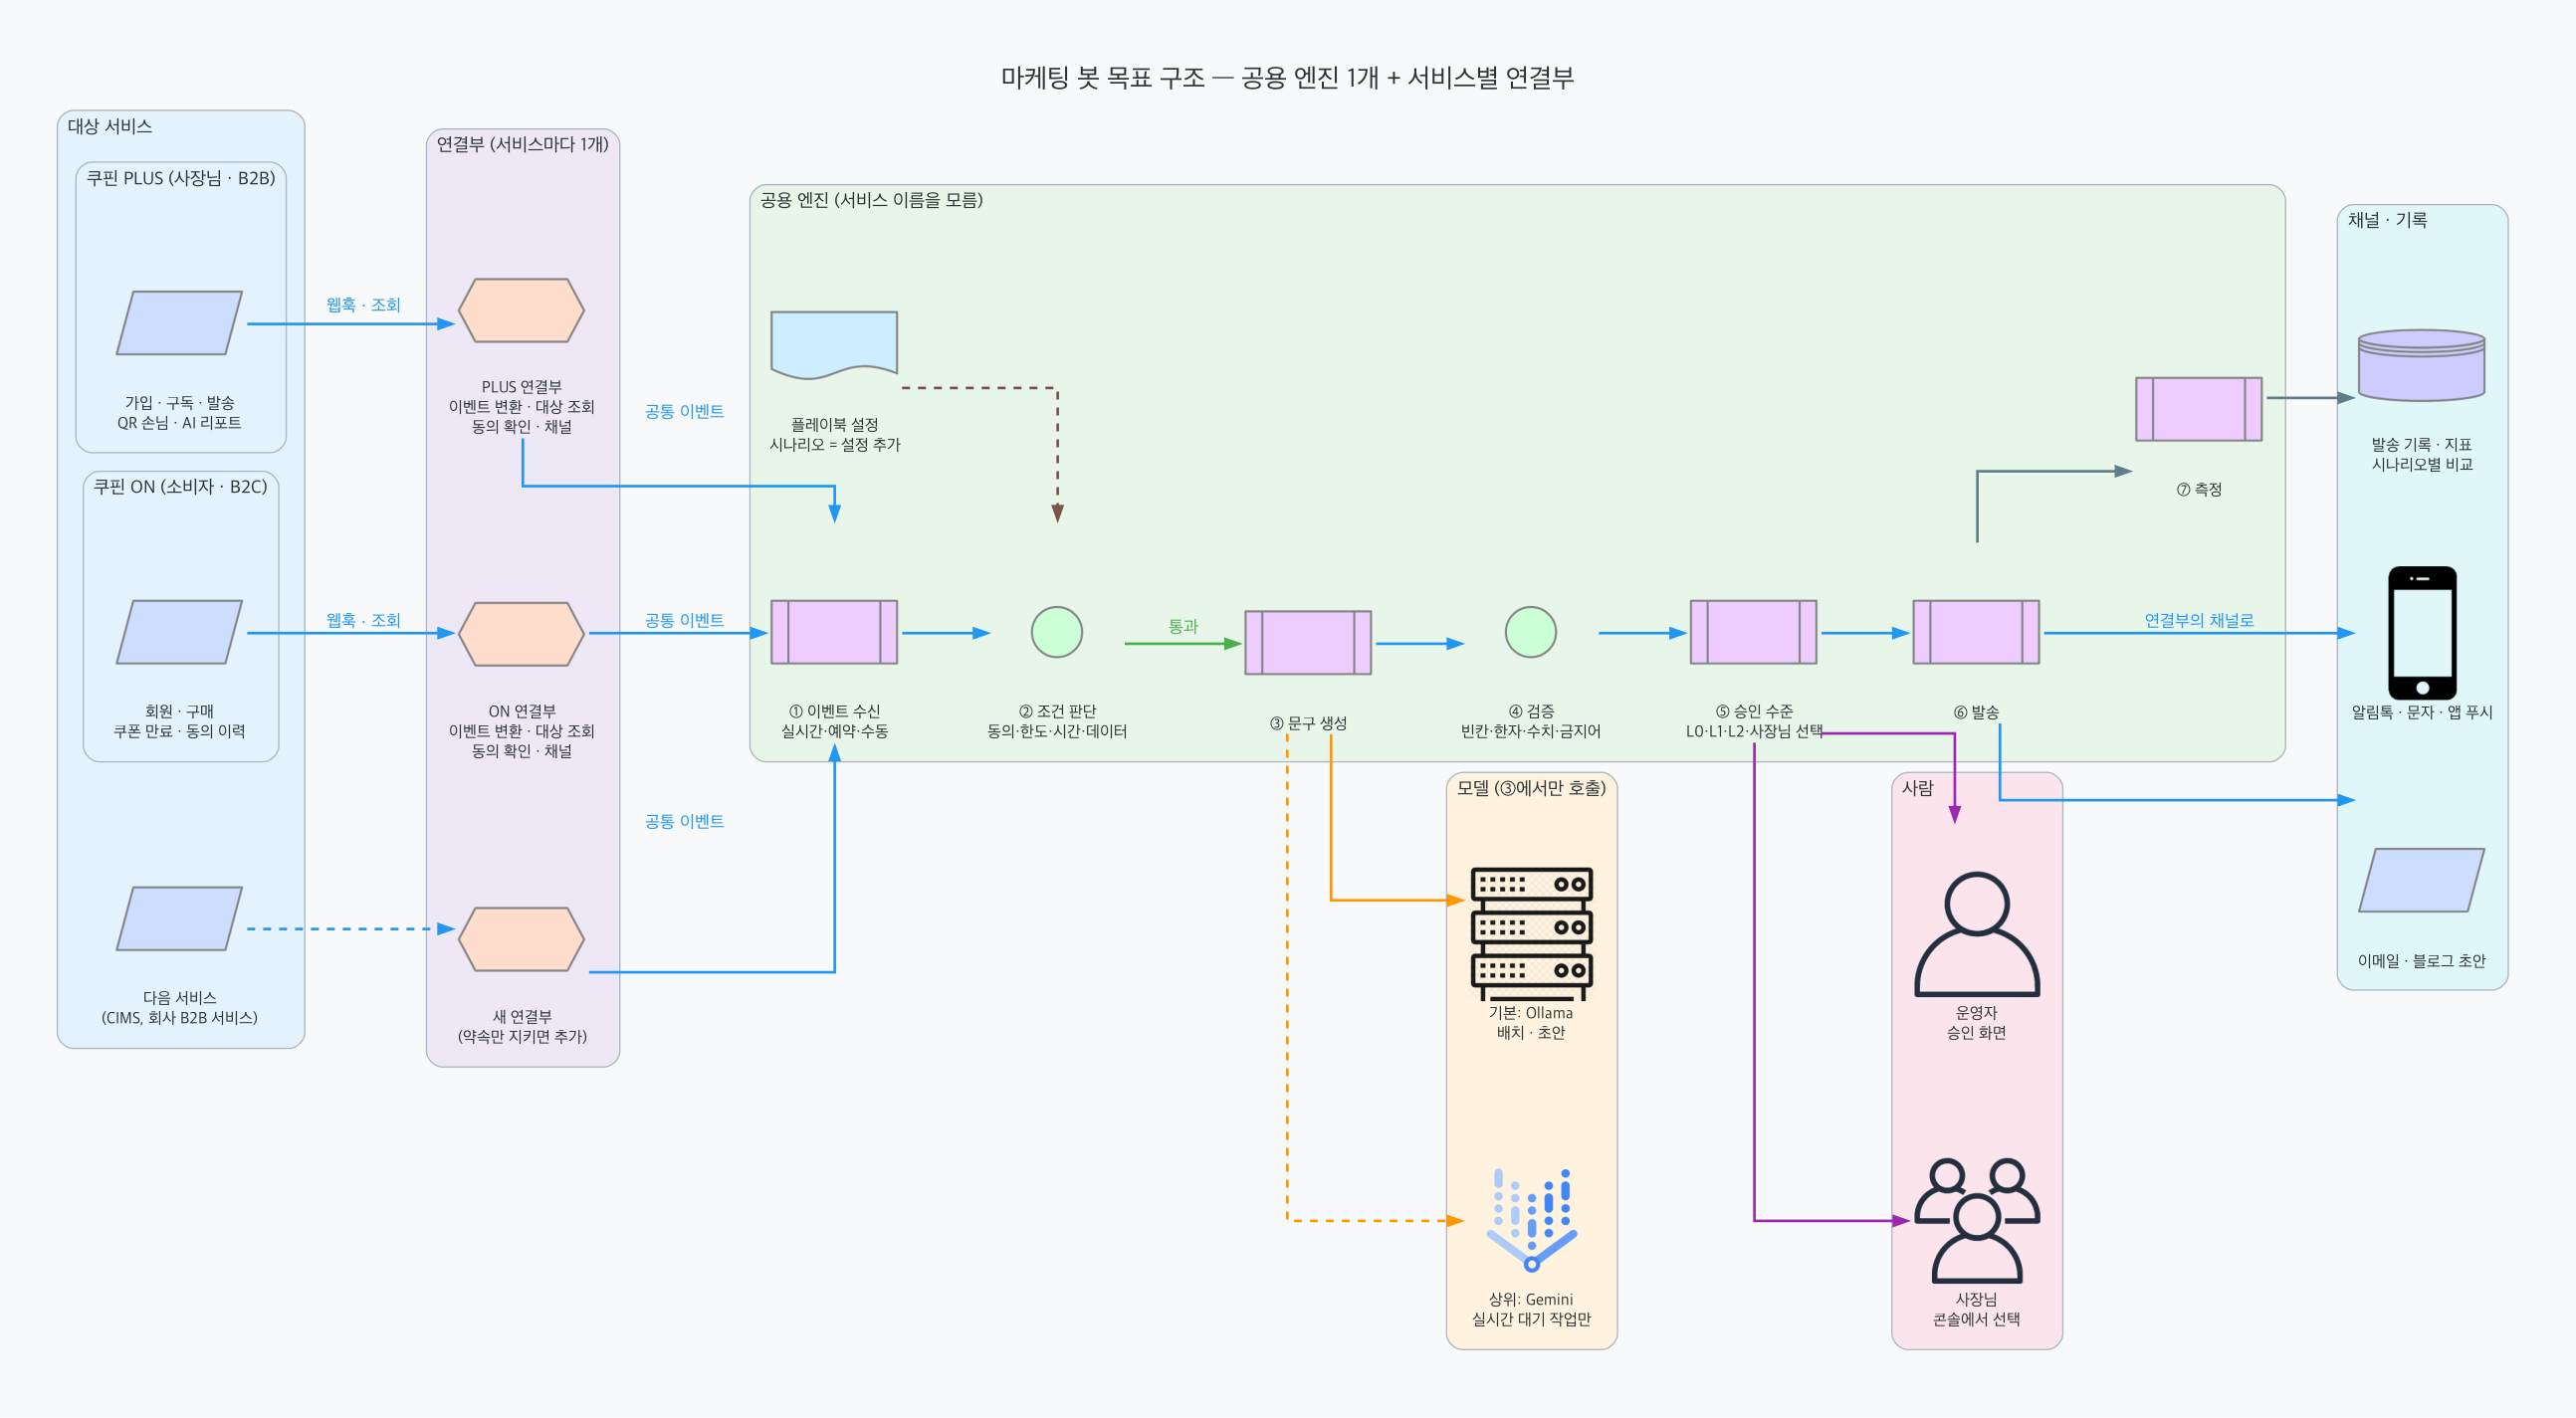 마케팅 봇 목표 구조 — 공용 엔진 1개 + 서비스별 연결부
대상 서비스
쿠핀 PLUS (사장님 · B2B)
가입 · 구독 · 발송
QR 손님 · AI 리포트
쿠핀 ON (소비자 · B2C)
회원 · 구매
쿠폰 만료 · 동의 이력
다음 서비스
(CIMS, 회사 B2B 서비스)
웹훅 · 조회
웹훅 · 조회
연결부 (서비스마다 1개)
PLUS 연결부
이벤트 변환 · 대상 조회
동의 확인 · 채널
ON 연결부
이벤트 변환 · 대상 조회
동의 확인 · 채널
새 연결부
(약속만 지키면 추가)
공통 이벤트
공통 이벤트
공통 이벤트
공용 엔진 (서비스 이름을 모름)
플레이북 설정
시나리오 = 설정 추가
① 이벤트 수신
실시간·예약·수동
② 조건 판단
동의·한도·시간·데이터
통과
③ 문구 생성
④ 검증
빈칸·한자·수치·금지어
⑤ 승인 수준
L0·L1·L2·사장님 선택
⑥ 발송
⑦ 측정
연결부의 채널로
모델 (③에서만 호출)
기본: Ollama
배치 · 초안
상위: Gemini
실시간 대기 작업만
사람
운영자
승인 화면
사장님
콘솔에서 선택
채널 · 기록
발송 기록 · 지표
시나리오별 비교
알림톡 · 문자 · 앱 푸시
이메일 · 블로그 초안